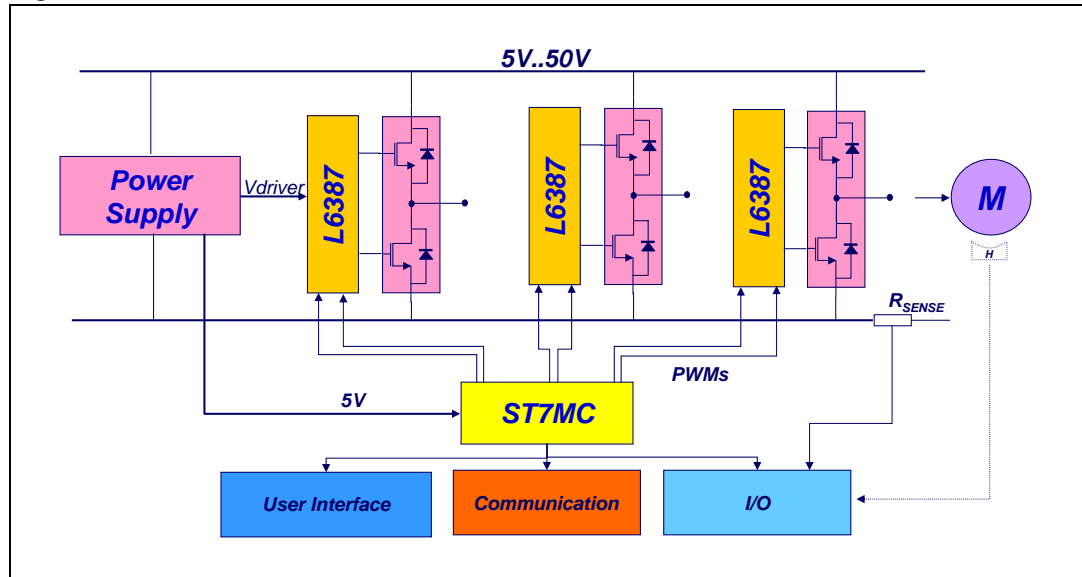 5V..50V
Power
Supply
Vdriver
L6387
L6387
L6387
M
H
RSENSE
PWMs
5V
ST7MC
User Interface
Communication
I/O